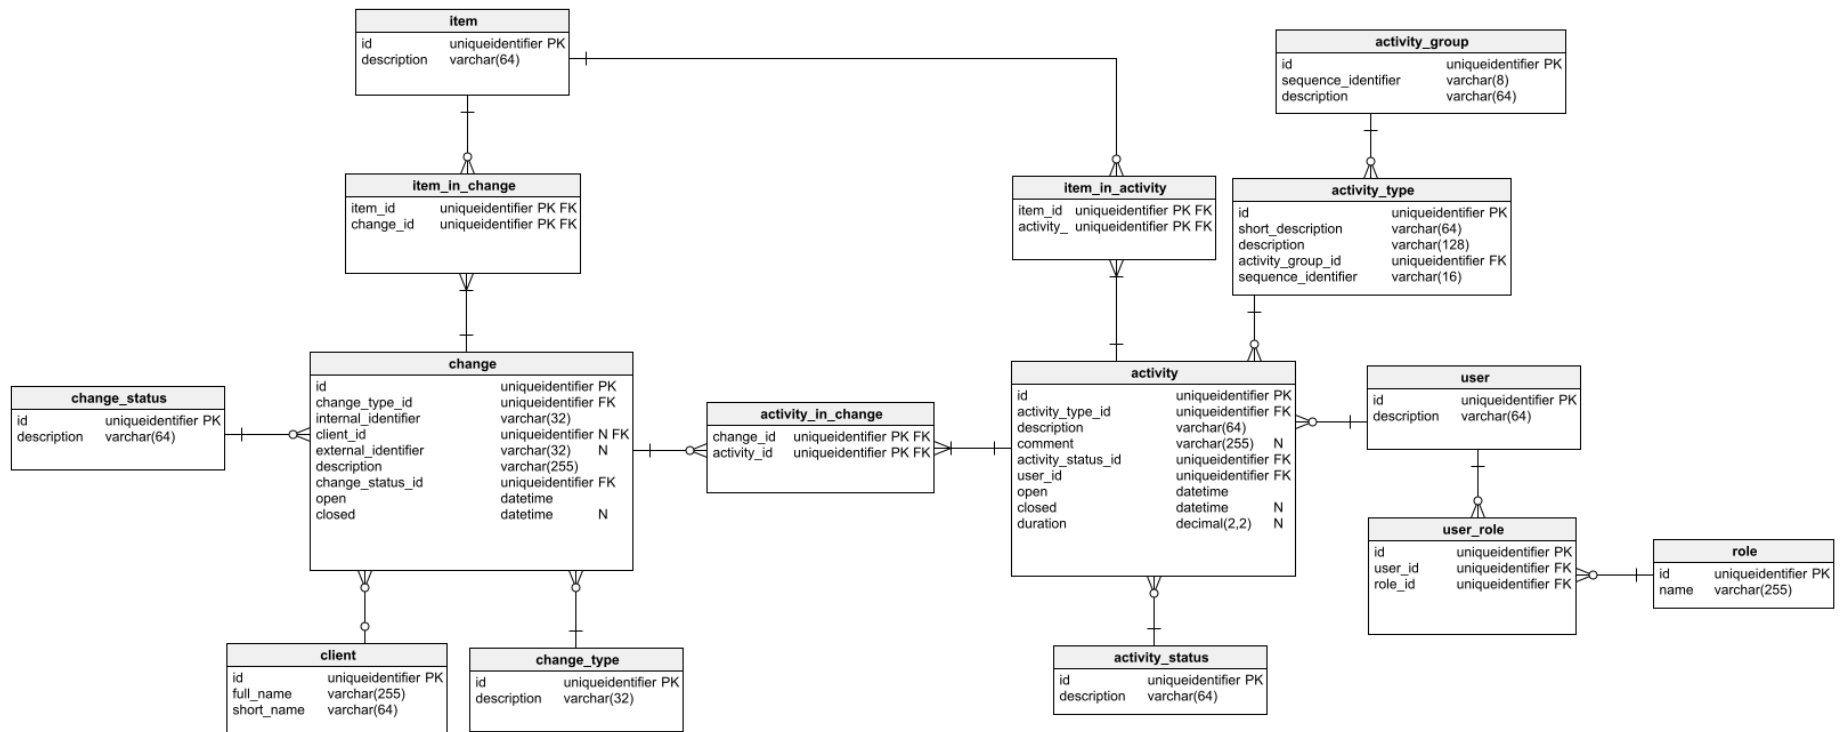 item
id uniqueidentifier PK
description varchar(64)
activity_group
id uniqueidentifier PK
sequence_identifier varchar(8)
description varchar(64)
item_in_change
item_id uniqueidentifier PK FK
change_id uniqueidentifier PK FK
item_in_activity
item_id uniqueidentifier PK FK
activity_ uniqueidentifier PK FK
activity_type
id uniqueidentifier PK
short_description varchar(64)
description varchar(128)
activity_group_id uniqueidentifier FK
sequence_identifier varchar(16)
change_status
id uniqueidentifier PK
description varchar(64)
change
id uniqueidentifier PK
change_type_id uniqueidentifier FK
internal_identifier varchar(32)
client_id uniqueidentifier N FK
external_identifier varchar(32) N
description varchar(255)
change_status_id uniqueidentifier FK
open datetime
closed datetime N
activity_in_change
change_id uniqueidentifier PK FK
activity_id uniqueidentifier PK FK
activity
id uniqueidentifier PK
activity_type_id uniqueidentifier FK
description varchar(64)
comment varchar(255) N
activity_status_id uniqueidentifier FK
user_id uniqueidentifier FK
open datetime
closed datetime N
duration decimal(2,2) N
user
id uniqueidentifier PK
description varchar(64)
user_role
id uniqueidentifier PK
user_id uniqueidentifier FK
role_id uniqueidentifier FK
role
id uniqueidentifier PK
name varchar(255)
client
id uniqueidentifier PK
full_name varchar(255)
short_name varchar(64)
change_type
id uniqueidentifier PK
description varchar(32)
activity_status
id uniqueidentifier PK
description varchar(64)